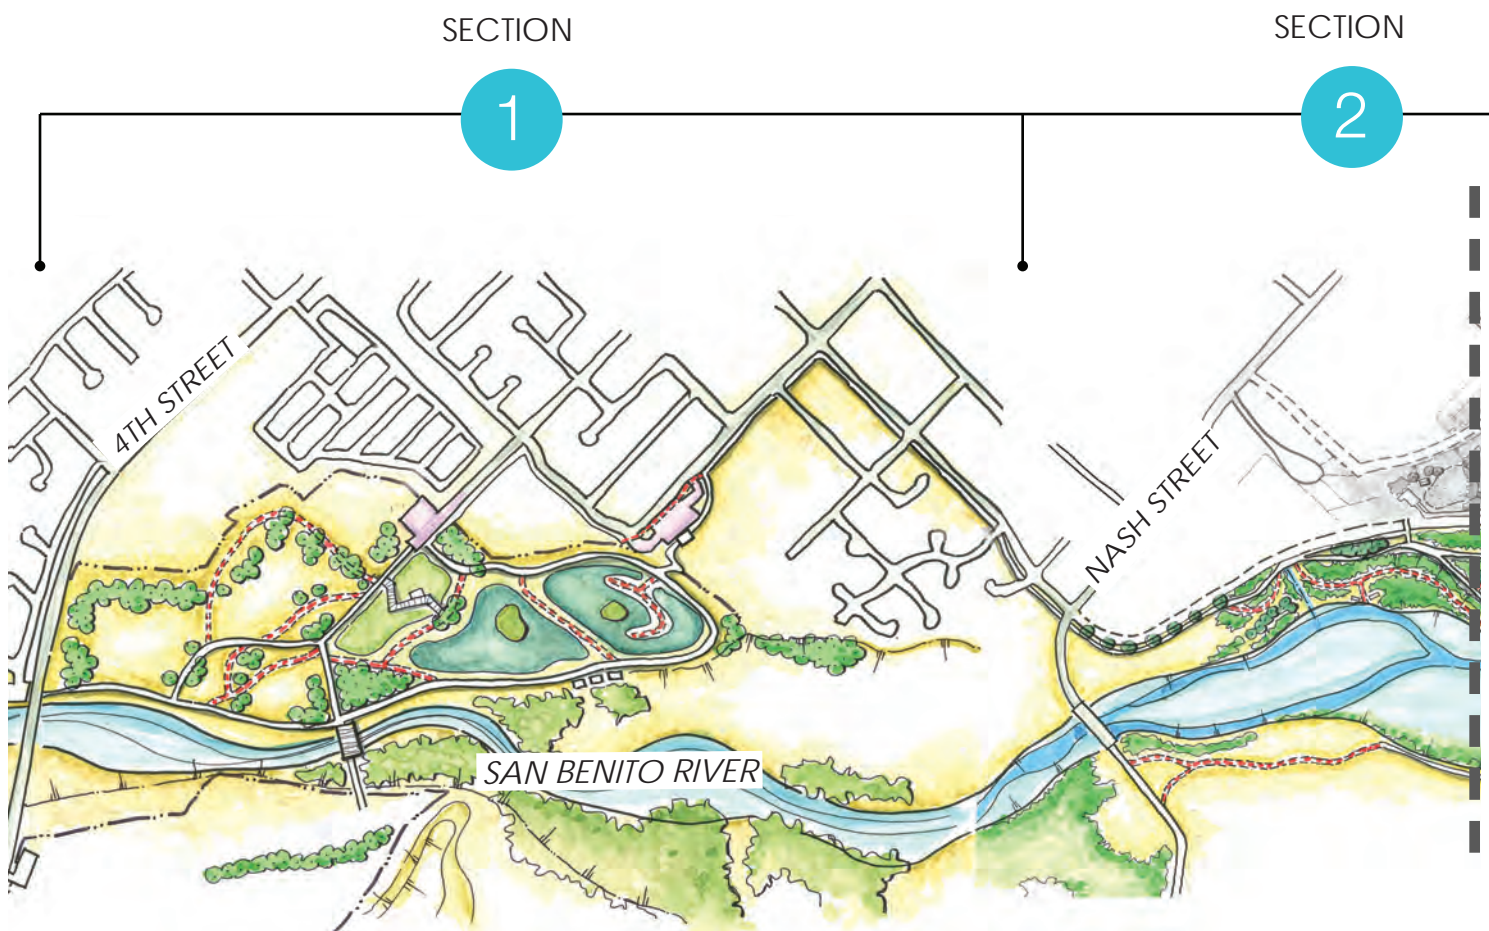 SECTION
1
SECTION
2
4TH STREET
NASH STREET
SAN BENITO RIVER